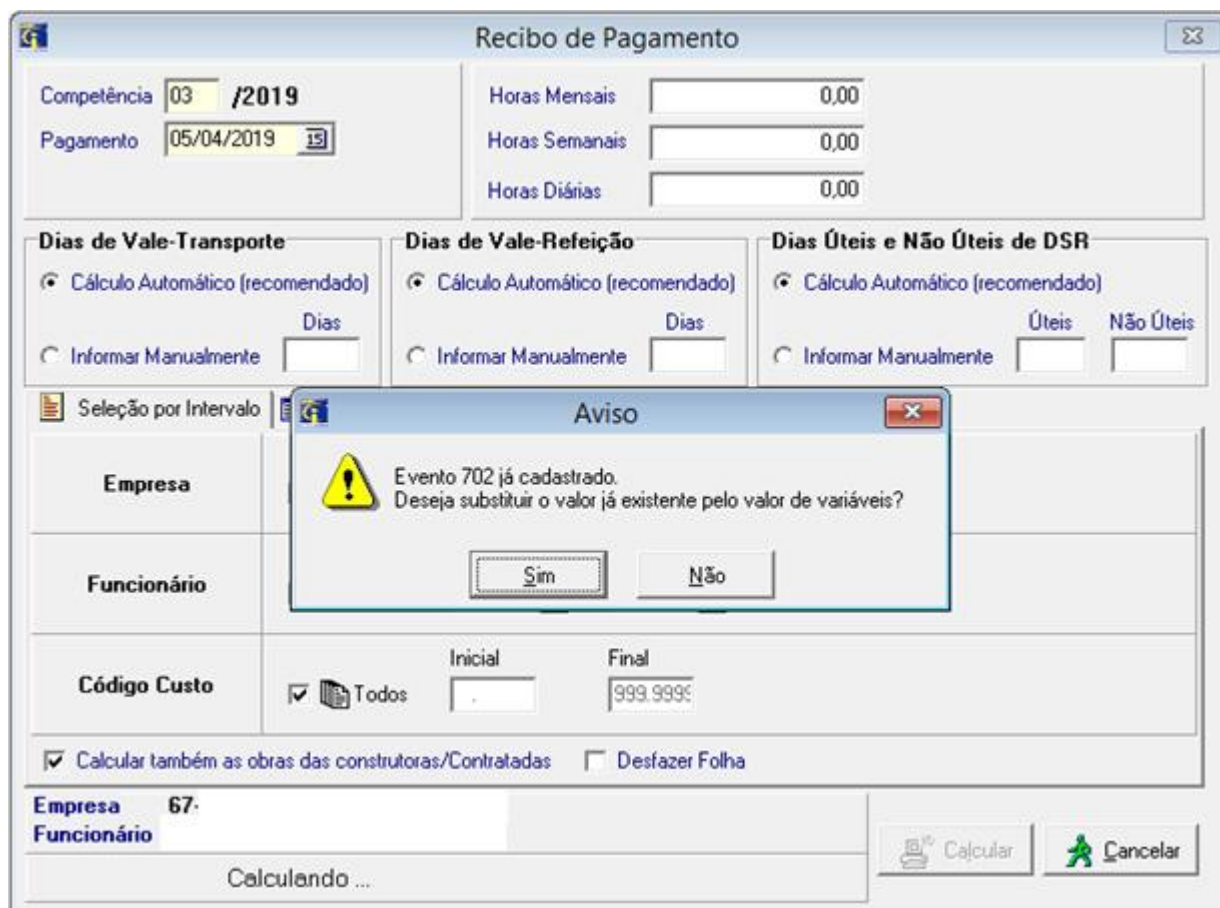 Recibo de Pagamento
Competência 03 /2019
Pagamento 05/04/2019 15
Horas Mensais 0,00
Horas Semanais 0,00
Horas Diárias 0,00
Dias de Vale-Transporte
Cálculo Automático (recomendado)
Dias
Informar Manualmente
Dias de Vale-Refeição
Cálculo Automático (recomendado)
Dias
Informar Manualmente
Dias Úteis e Não Úteis de DSR
Cálculo Automático (recomendado)
Úteis Não Úteis
Informar Manualmente
Seleção por Intervalo
Aviso
Evento 702 já cadastrado.
Deseja substituir o valor já existente pelo valor de variáveis?
Sim Não
Empresa
Funcionário
Código Custo
Inicial Final
Todos . 999.9999
Calcular também as obras das construtoras/Contratadas Desfazer Folha
Empresa 67-
Funcionário
Calculando ...
Calcular Cancelar